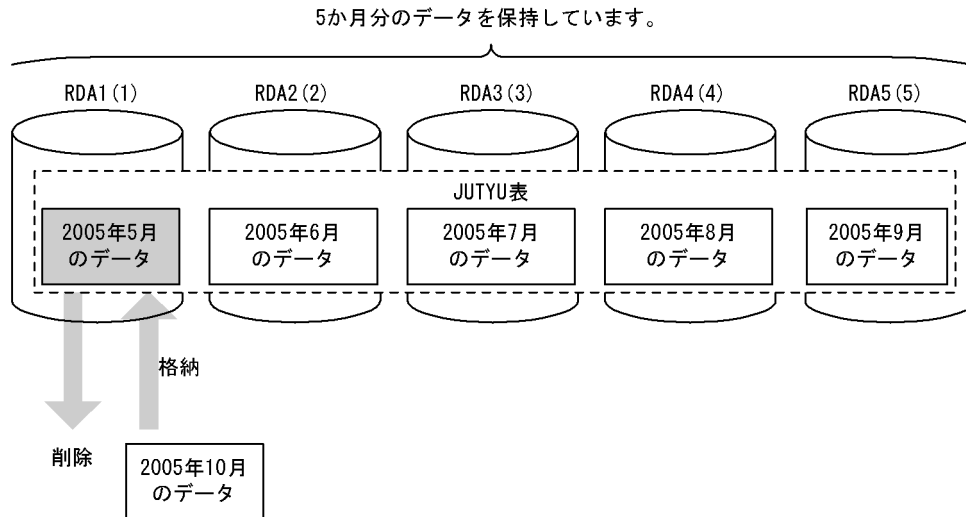 5か月分のデータを保持しています。
RDA1(1) RDA2(2) RDA3(3) RDA4(4) RDA5(5)
JUTYU表
2005年5月 2005年6月 2005年7月 2005年8月 2005年9月
のデータ のデータ のデータ のデータ のデータ
格納
削除
2005年10月
のデータ